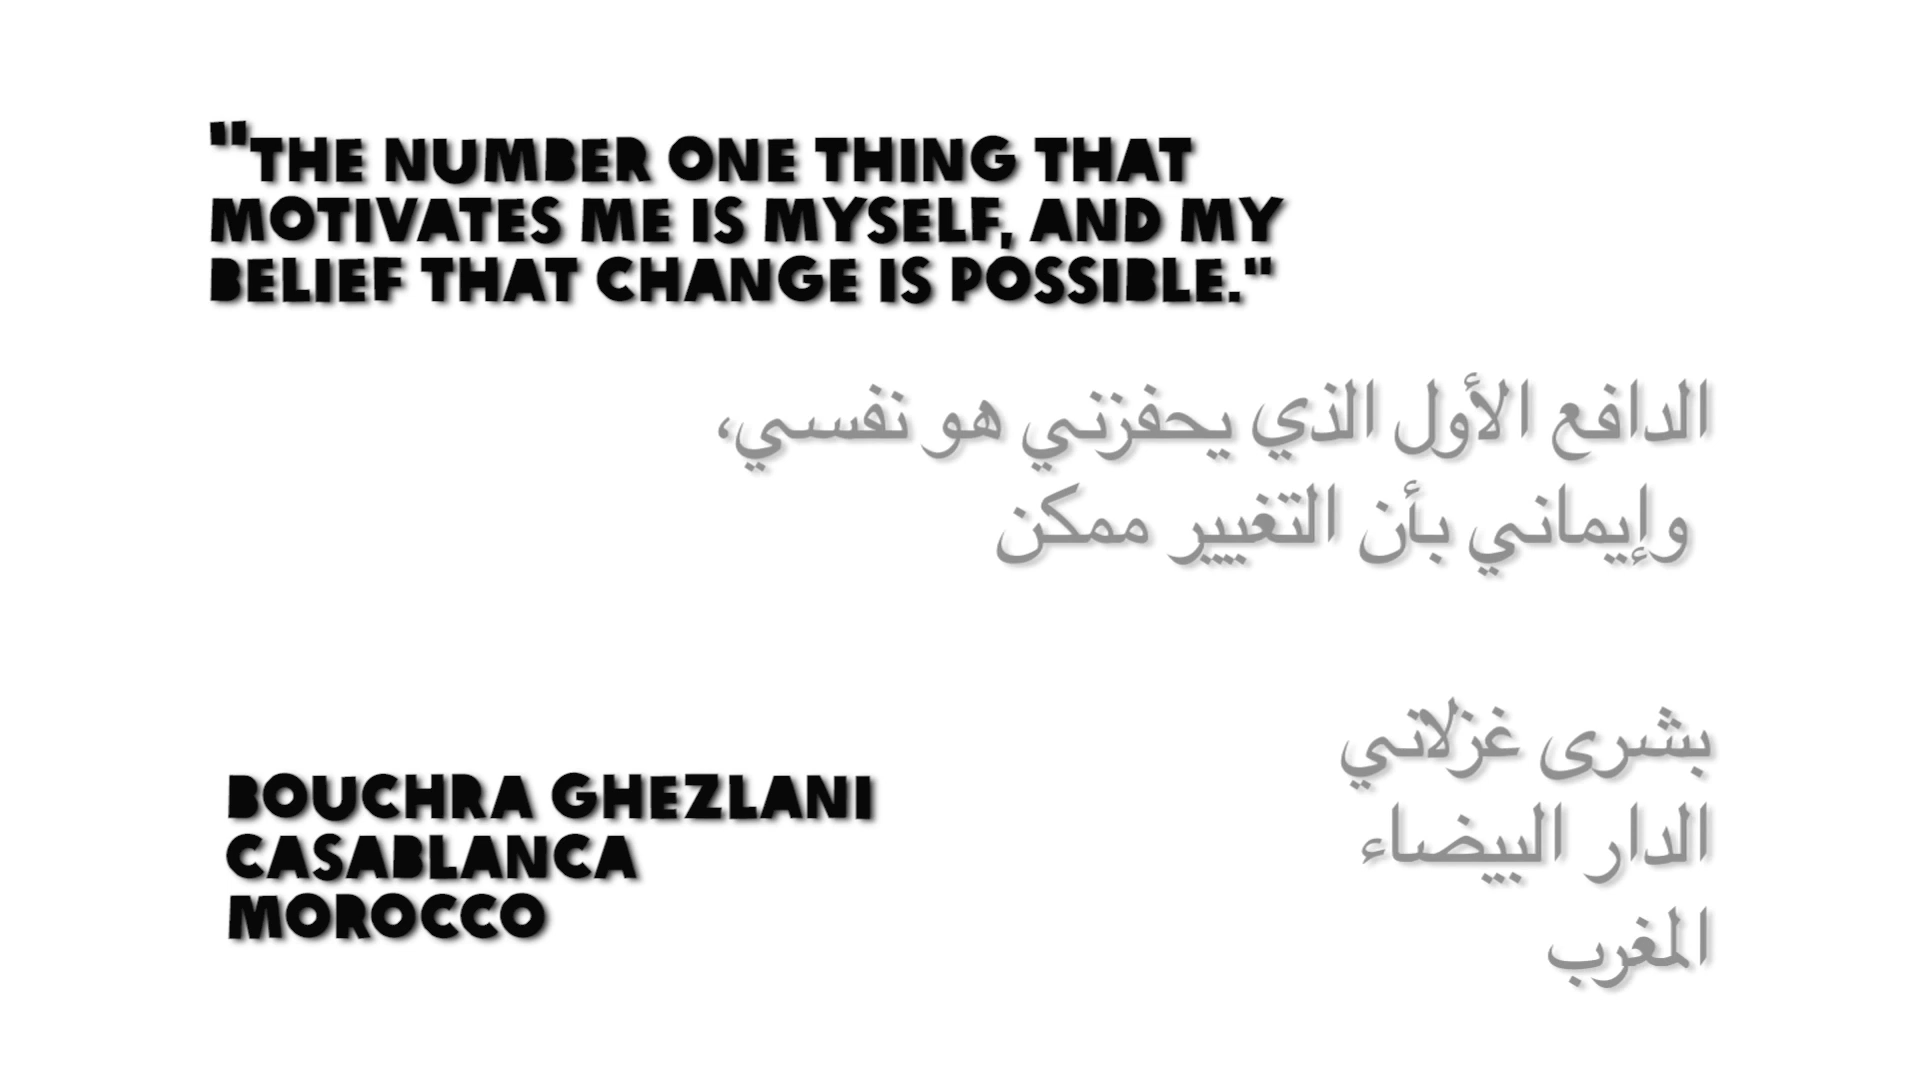 "THE NUMBER ONE THING THAT
MOTIVATES ME IS MYSELF, AND MY
BELIEF THAT CHANGE IS POSSIBLE."
الدافع الأول الذي يحفزني هو نفسي،
وإيماني بأن التغيير ممكن
BOUCHRA GHEZLANI
CASABLANCA
MOROCCO
بشرى غزلاني
الدار البيضاء
المغرب